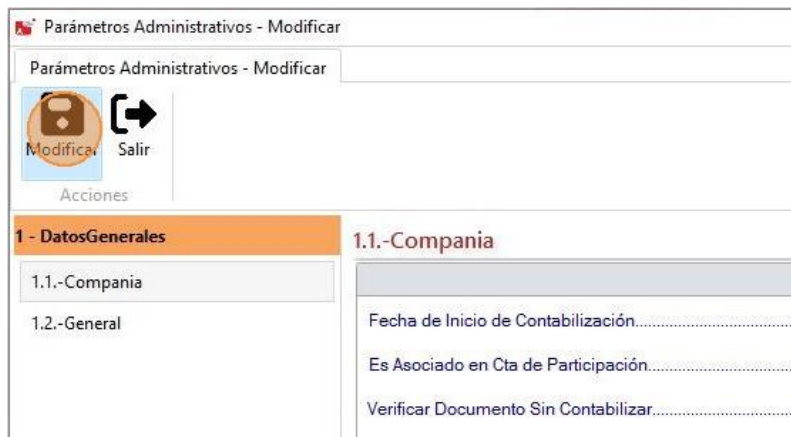 Parámetros Administrativos - Modificar
Parámetros Administrativos - Modificar
Modificar Salir
Acciones
1 - DatosGenerales
1.1.-Compania
1.1.-Compania
1.2.-General
Fecha de Inicio de Contabilización
Es Asociado en Cta de Participación
Verificar Documento Sin Contabilizar